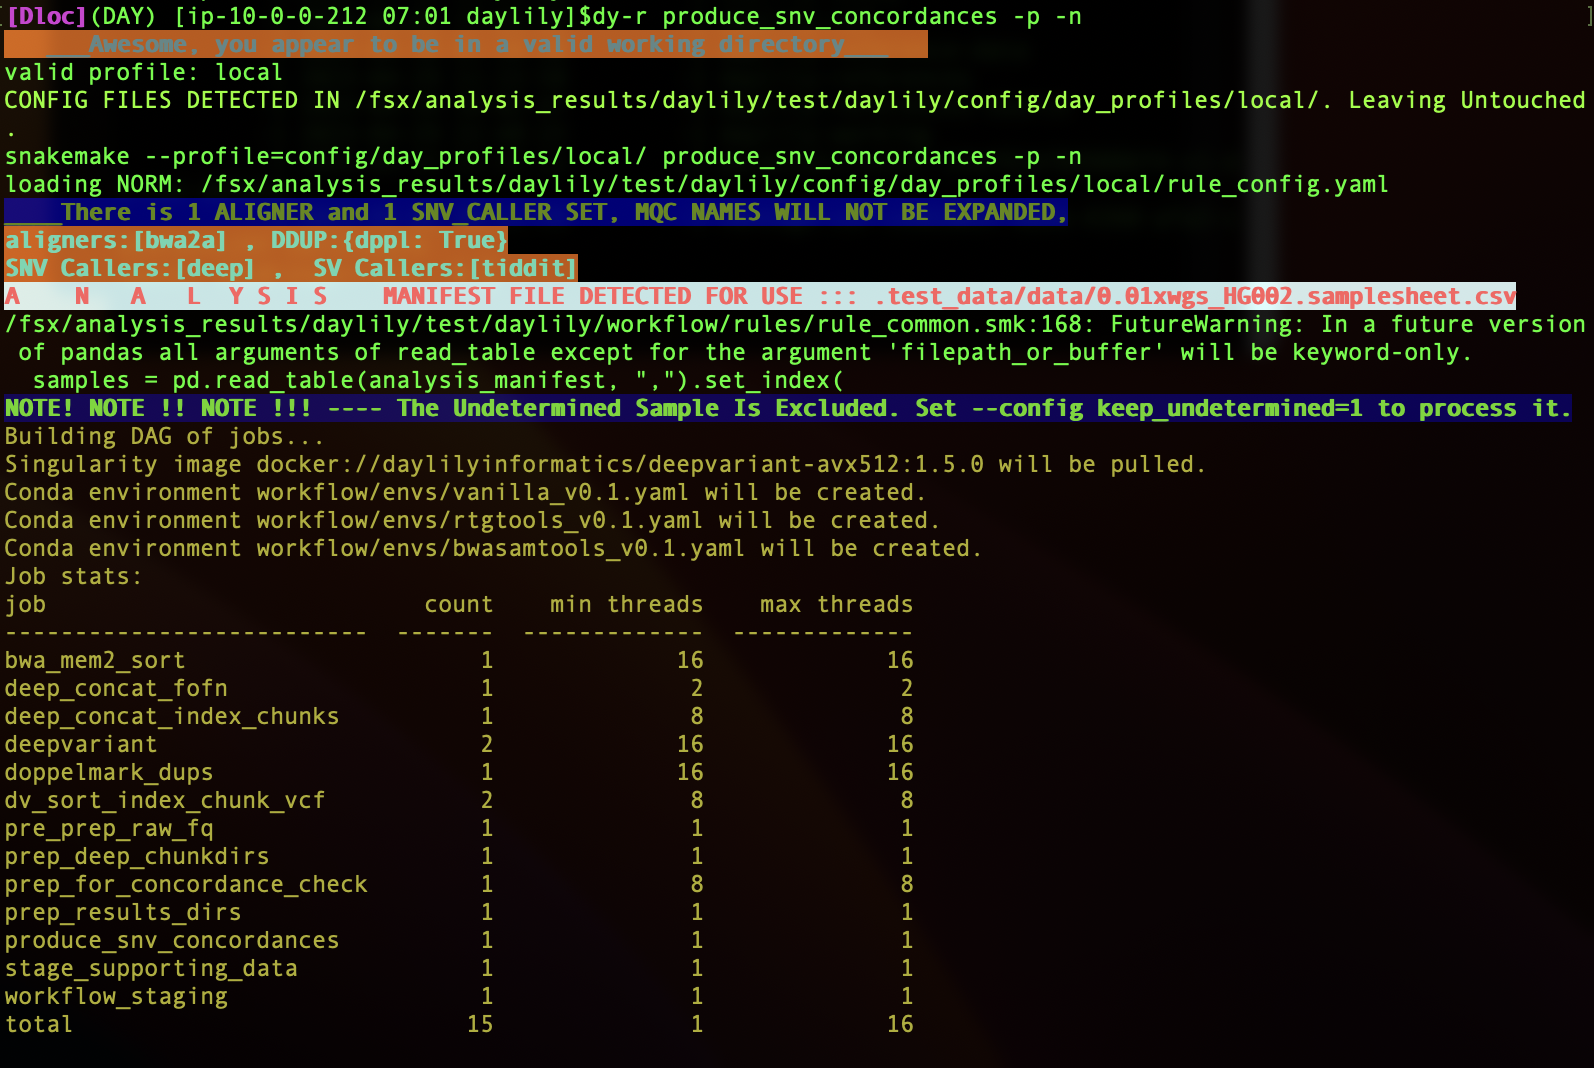 [Dloc](DAY) [ip-10-0-0-212 07:01 daylily]$dy-r produce_snv_concordances -p -n ]
___Awesome, you appear to be in a valid working directory___
valid profile: local
CONFIG FILES DETECTED IN /fsx/analysis_results/daylily/test/daylily/config/day_profiles/local/. Leaving Untouched
.
snakemake --profile=config/day_profiles/local/ produce_snv_concordances -p -n
loading NORM: /fsx/analysis_results/daylily/test/daylily/config/day_profiles/local/rule_config.yaml
____There is 1 ALIGNER and 1 SNV_CALLER SET, MQC NAMES WILL NOT BE EXPANDED,
aligners:[bwa2a] , DDUP:{dppl: True}
SNV Callers:[deep] ,  SV Callers:[tiddit]
A    N   A   L  Y S I S    MANIFEST FILE DETECTED FOR USE ::: .test_data/data/0.01xwgs_HG002.samplesheet.csv
/fsx/analysis_results/daylily/test/daylily/workflow/rules/rule_common.smk:168: FutureWarning: In a future version
 of pandas all arguments of read_table except for the argument 'filepath_or_buffer' will be keyword-only.
  samples = pd.read_table(analysis_manifest, ",").set_index(
NOTE! NOTE !! NOTE !!! ---- The Undetermined Sample Is Excluded. Set --config keep_undetermined=1 to process it.
Building DAG of jobs...
Singularity image docker://daylilyinformatics/deepvariant-avx512:1.5.0 will be pulled.
Conda environment workflow/envs/vanilla_v0.1.yaml will be created.
Conda environment workflow/envs/rtgtools_v0.1.yaml will be created.
Conda environment workflow/envs/bwasamtools_v0.1.yaml will be created.
Job stats:
job                           count    min threads    max threads
--------------------------  -------  -------------  -------------
bwa_mem2_sort                     1             16             16
deep_concat_fofn                  1              2              2
deep_concat_index_chunks          1              8              8
deepvariant                       2             16             16
doppelmark_dups                   1             16             16
dv_sort_index_chunk_vcf           2              8              8
pre_prep_raw_fq                   1              1              1
prep_deep_chunkdirs               1              1              1
prep_for_concordance_check        1              8              8
prep_results_dirs                 1              1              1
produce_snv_concordances          1              1              1
stage_supporting_data             1              1              1
workflow_staging                  1              1              1
total                            15              1             16